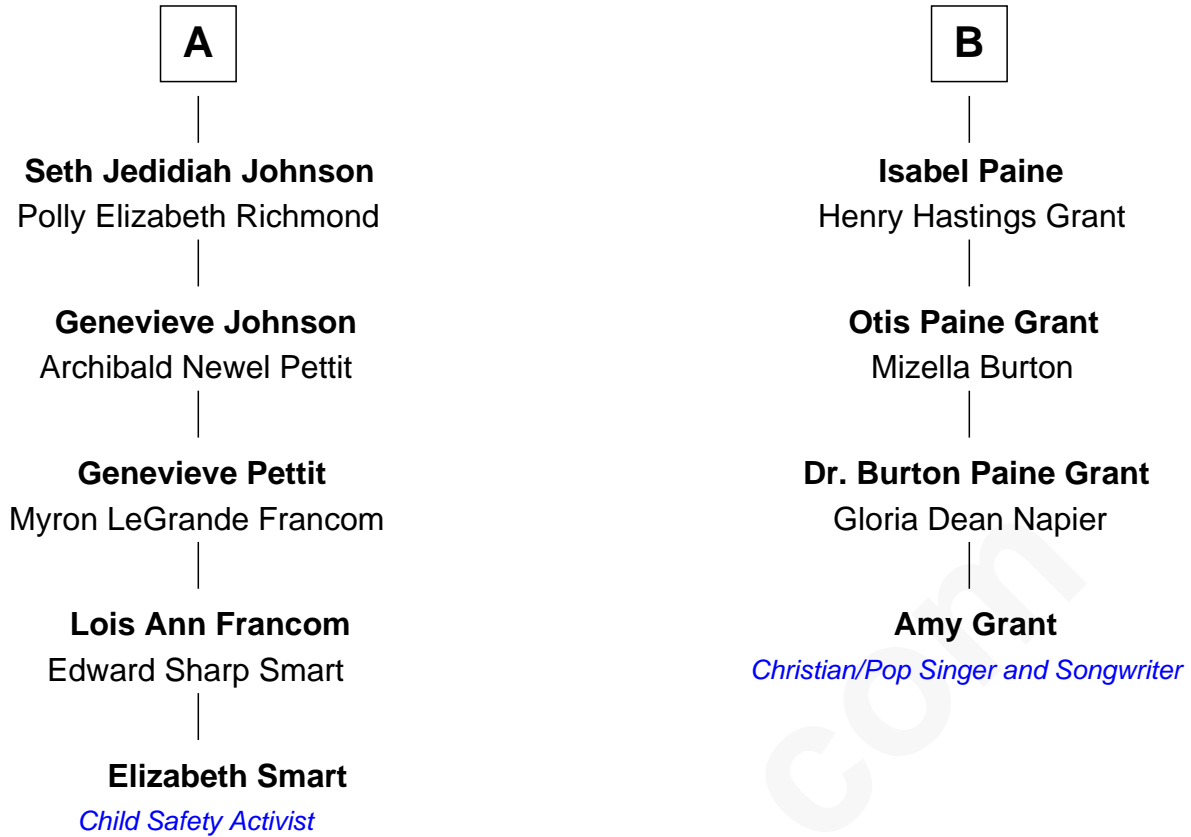 A
Seth Jedidiah Johnson
Polly Elizabeth Richmond
Genevieve Johnson
Archibald Newel Pettit
Genevieve Pettit
Myron LeGrande Francom
Lois Ann Francom
Edward Sharp Smart
Elizabeth Smart
Child Safety Activist
B
Isabel Paine
Henry Hastings Grant
Otis Paine Grant
Mizella Burton
Dr. Burton Paine Grant
Gloria Dean Napier
Amy Grant
Christian/Pop Singer and Songwriter
com